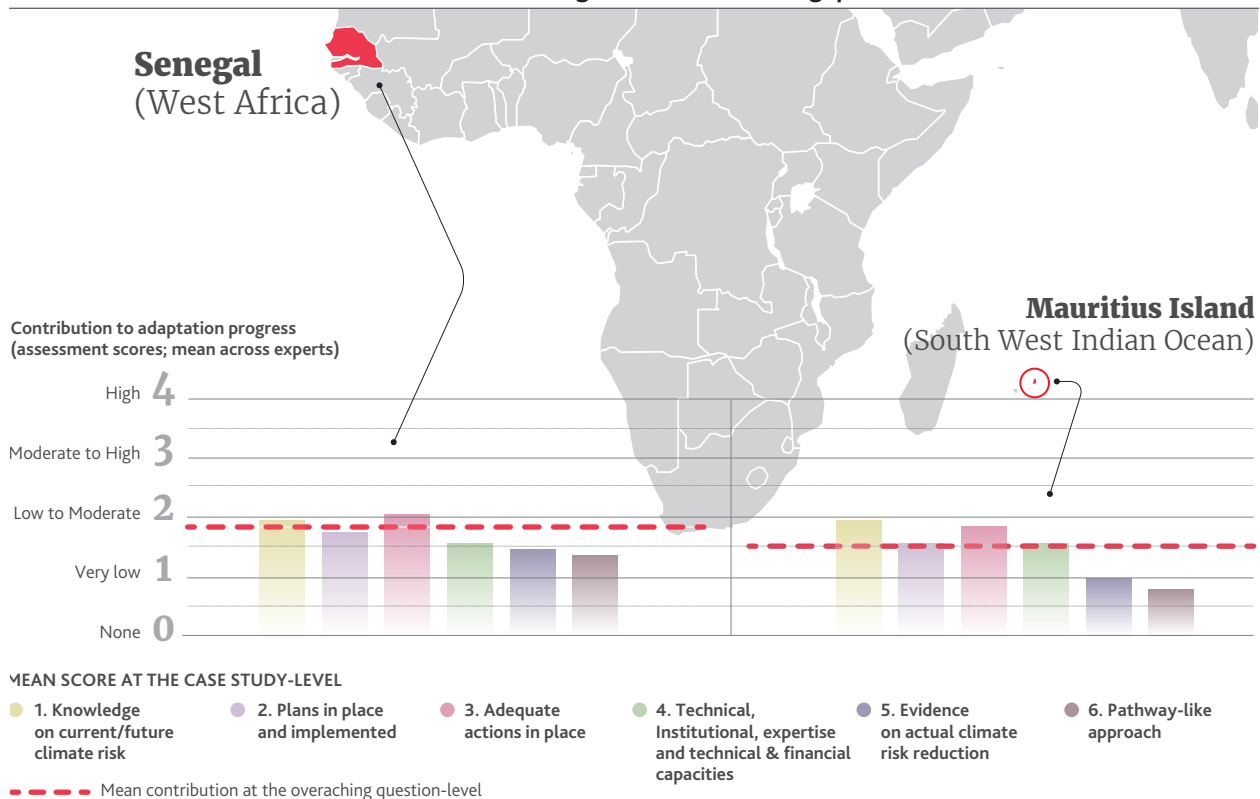 Senegal
(West Africa)
Mauritius Island
(South West Indian Ocean)
Contribution to adaptation progress
(assessment scores; mean across experts)
High 4
Moderate to High 3
Low to Moderate 2
Very low 1
None 0
MEAN SCORE AT THE CASE STUDY-LEVEL
1. Knowledge
on current/future
climate risk
2. Plans in place
and implemented
3. Adequate
actions in place
4. Technical,
Institutional, expertise
and technical & financial
capacities
5. Evidence
on actual climate
risk reduction
6. Pathway-like
approach
Mean contribution at the overaching question-level